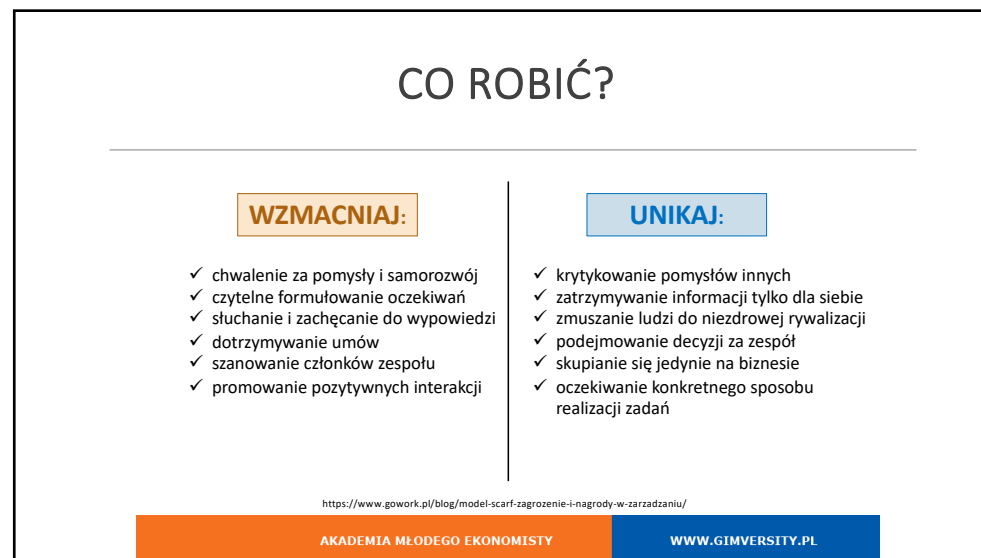 CO ROBIĆ?
WZMACNIAJ:
✓ chwalenie za pomysły i samorozwój
✓ czytelne formułowanie oczekiwań
✓ słuchanie i zachęcanie do wypowiedzi
✓ dotrzymywanie umów
✓ szanowanie członków zespołu
✓ promowanie pozytywnych interakcji
UNIKAJ:
✓ krytykowanie pomysłów innych
✓ zatrzymywanie informacji tylko dla siebie
✓ zmuszanie ludzi do niezdrowej rywalizacji
✓ podejmowanie decyzji za zespół
✓ skupianie się jedynie na biznesie
✓ oczekiwanie konkretnego sposobu
realizacji zadań
https://www.gowork.pl/blog/model-scarf-zagrozenie-i-nagrody-w-zarzadzaniu/
AKADEMIA MŁODEGO EKONOMISTY
WWW.GIMVERSITY.PL